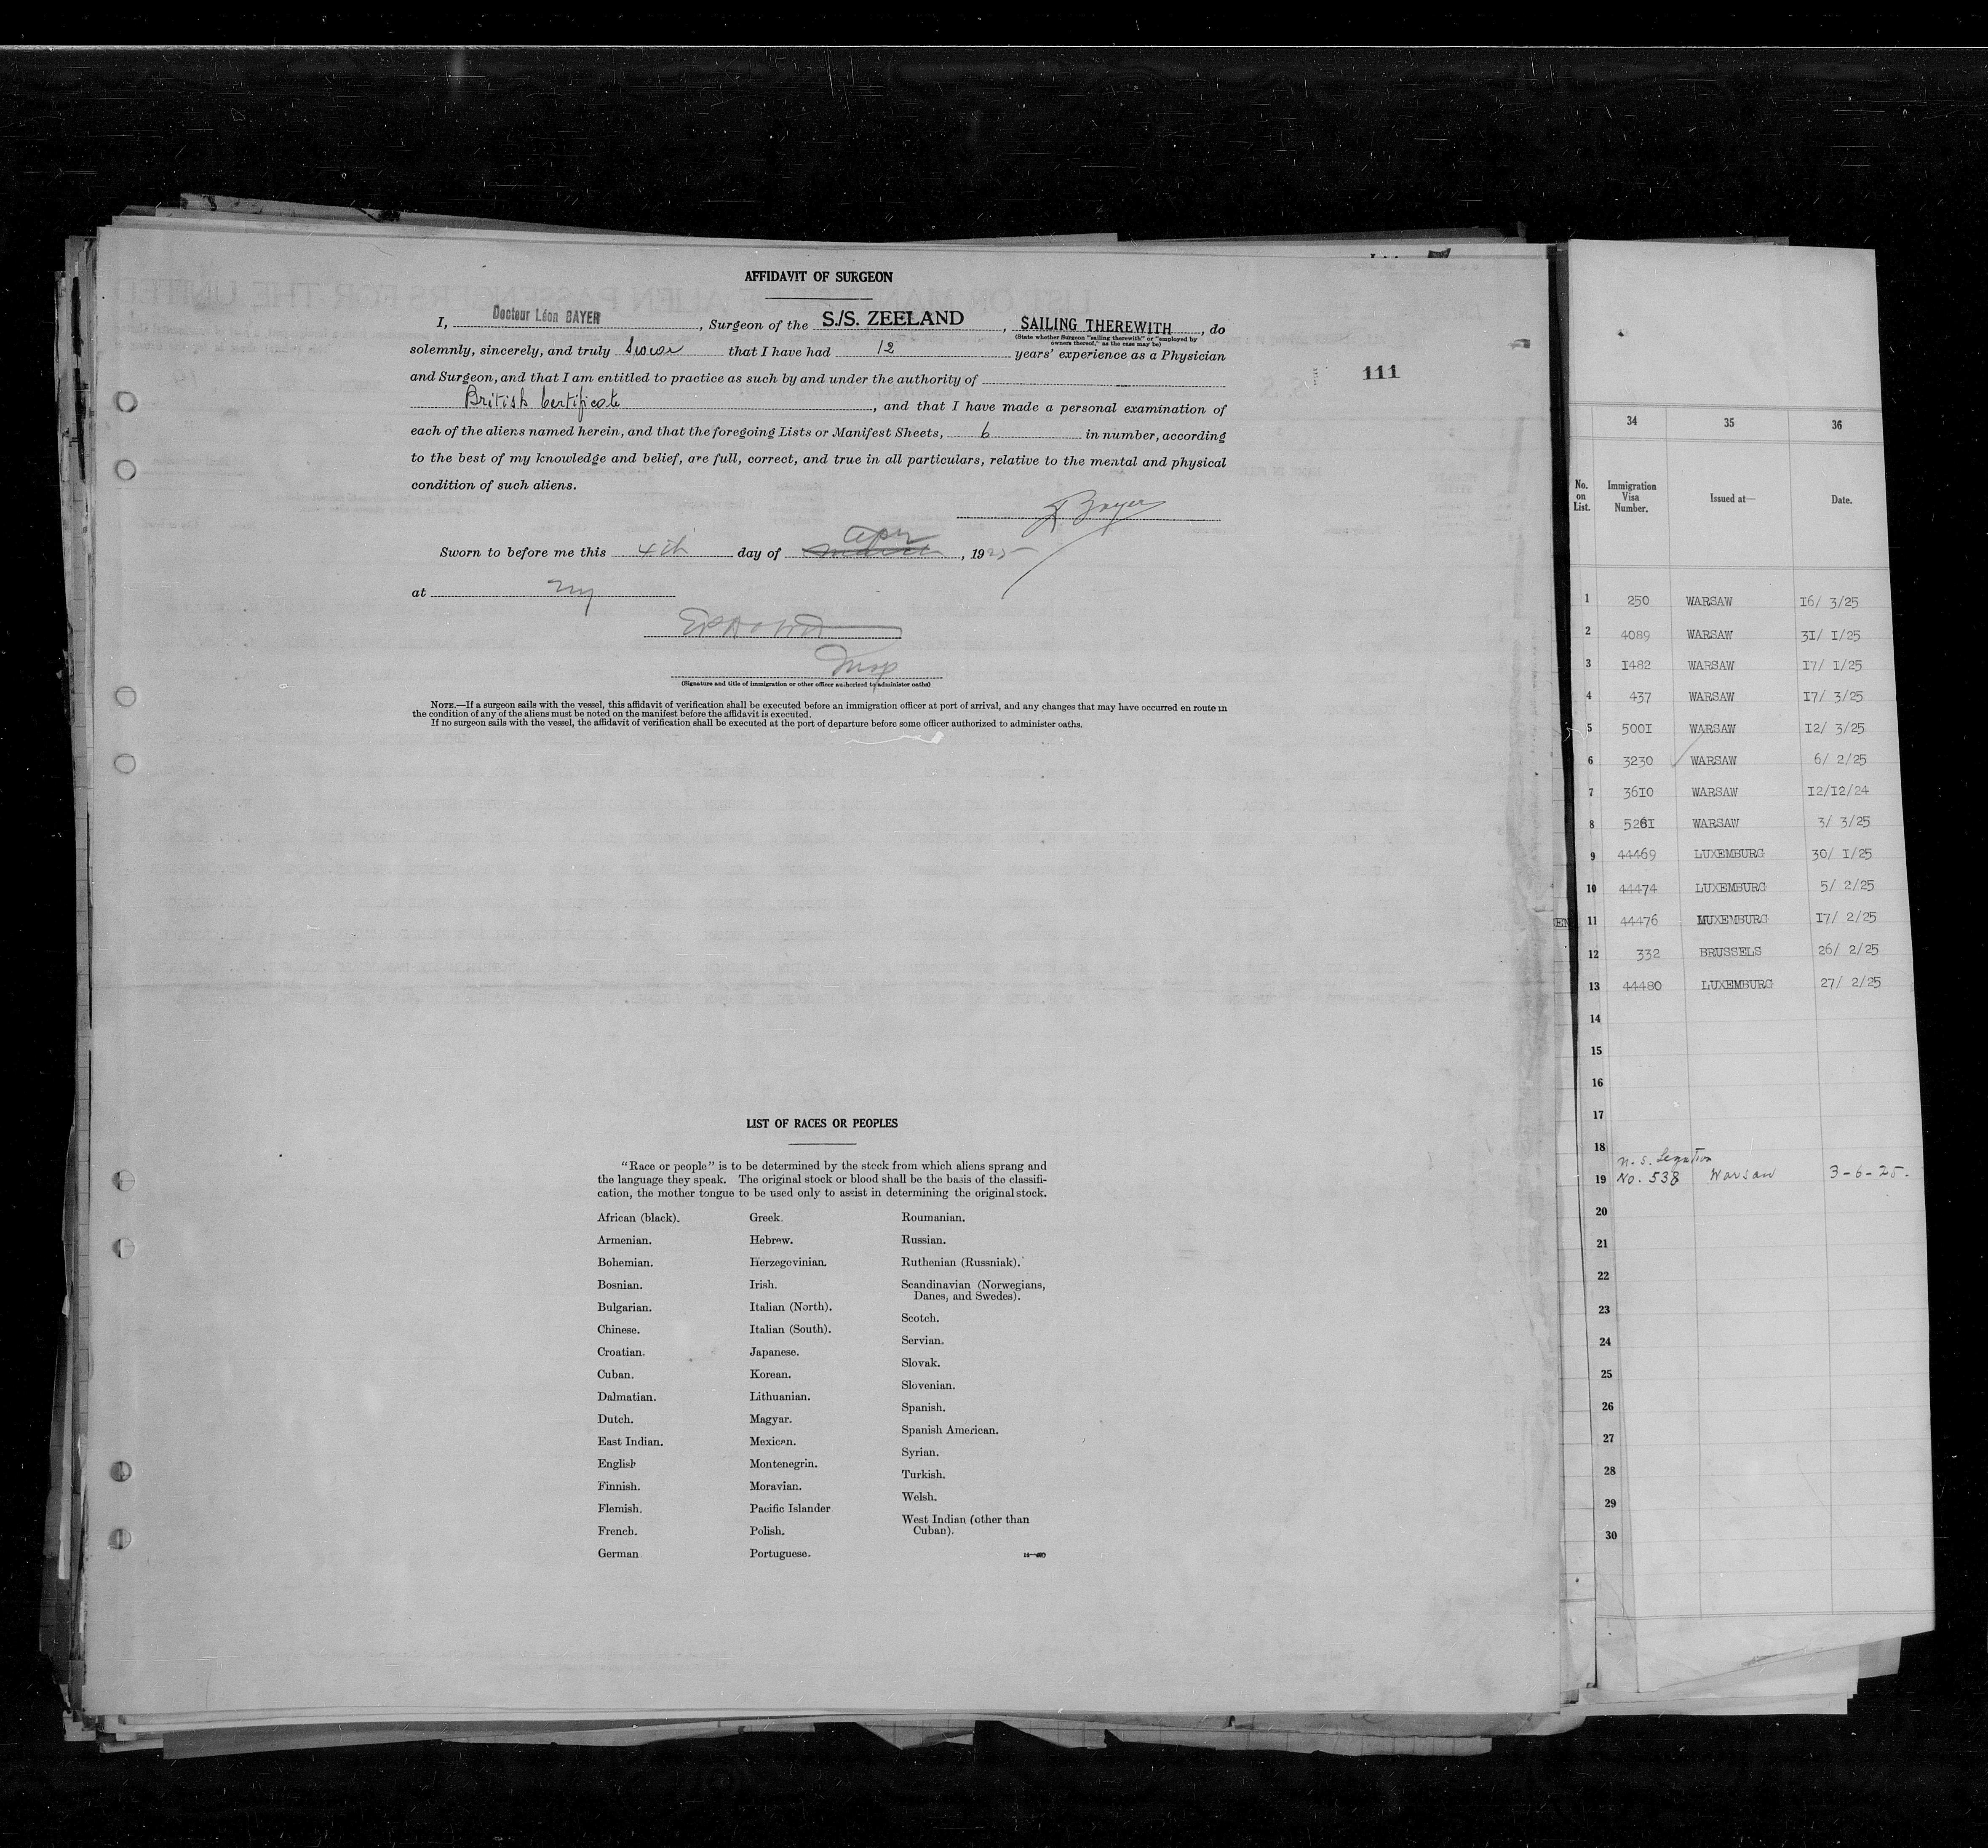 AFFIDAVIT OF SURGEON
I, Docteur Léon BAYER, Surgeon of the S./S. ZEELAND, SAILING THEREWITH, do
(State whether Surgeon "sailing therewith" or "employed by
owners thereof," as the case may be)
solemnly, sincerely, and truly Swear that I have had 12 years' experience as a Physician
and Surgeon, and that I am entitled to practice as such by and under the authority of
British Certificate, and that I have made a personal examination of
each of the aliens named herein, and that the foregoing Lists or Manifest Sheets, 6 in number, according
to the best of my knowledge and belief, are full, correct, and true in all particulars, relative to the mental and physical
condition of such aliens.
L Bayer
Sworn to before me this 4th day of Apr, 1925
at NY
Insp
(Signature and title of immigration or other officer authorized to administer oaths)
NOTE.—If a surgeon sails with the vessel, this affidavit of verification shall be executed before an immigration officer at port of arrival, and any changes that may have occurred en route in
the condition of any of the aliens must be noted on the manifest before the affidavit is executed.
If no surgeon sails with the vessel, the affidavit of verification shall be executed at the port of departure before some officer authorized to administer oaths.
111
LIST OF RACES OR PEOPLES
"Race or people" is to be determined by the stock from which aliens sprang and
the language they speak. The original stock or blood shall be the basis of the classifi-
cation, the mother tongue to be used only to assist in determining the original stock.
African (black).
Armenian.
Bohemian.
Bosnian.
Bulgarian.
Chinese.
Croatian.
Cuban.
Dalmatian.
Dutch.
East Indian.
English
Finnish.
Flemish.
French.
German
Greek.
Hebrew.
Herzegovinian.
Irish.
Italian (North).
Italian (South).
Japanese.
Korean.
Lithuanian.
Magyar.
Mexican.
Montenegrin.
Moravian.
Pacific Islander
Polish.
Portuguese.
Roumanian.
Russian.
Ruthenian (Russniak).
Scandinavian (Norwegians,
Danes, and Swedes).
Scotch.
Servian.
Slovak.
Slovenian.
Spanish.
Spanish American.
Syrian.
Turkish.
Welsh.
West Indian (other than
Cuban).
34 35 36
No. on List. Immigration Visa Number. Issued at— Date.
1 250 WARSAW 16/ 3/25
2 4089 WARSAW 31/ 1/25
3 1482 WARSAW 17/ 1/25
4 437 WARSAW 17/ 3/25
5 5001 WARSAW 12/ 3/25
6 3230 WARSAW 6/ 2/25
7 3610 WARSAW 12/12/24
8 5261 WARSAW 3/ 3/25
9 44469 LUXEMBURG 30/ 1/25
10 44474 LUXEMBURG 5/ 2/25
EN 11 44476 LUXEMBURG 17/ 2/25
12 332 BRUSSELS 26/ 2/25
13 44480 LUXEMBURG 27/ 2/25
14
15
16
17
18 U.S. Legation
19 No. 538 Warsaw 3-6-25.
20
21
22
23
24
25
26
27
28
29
30